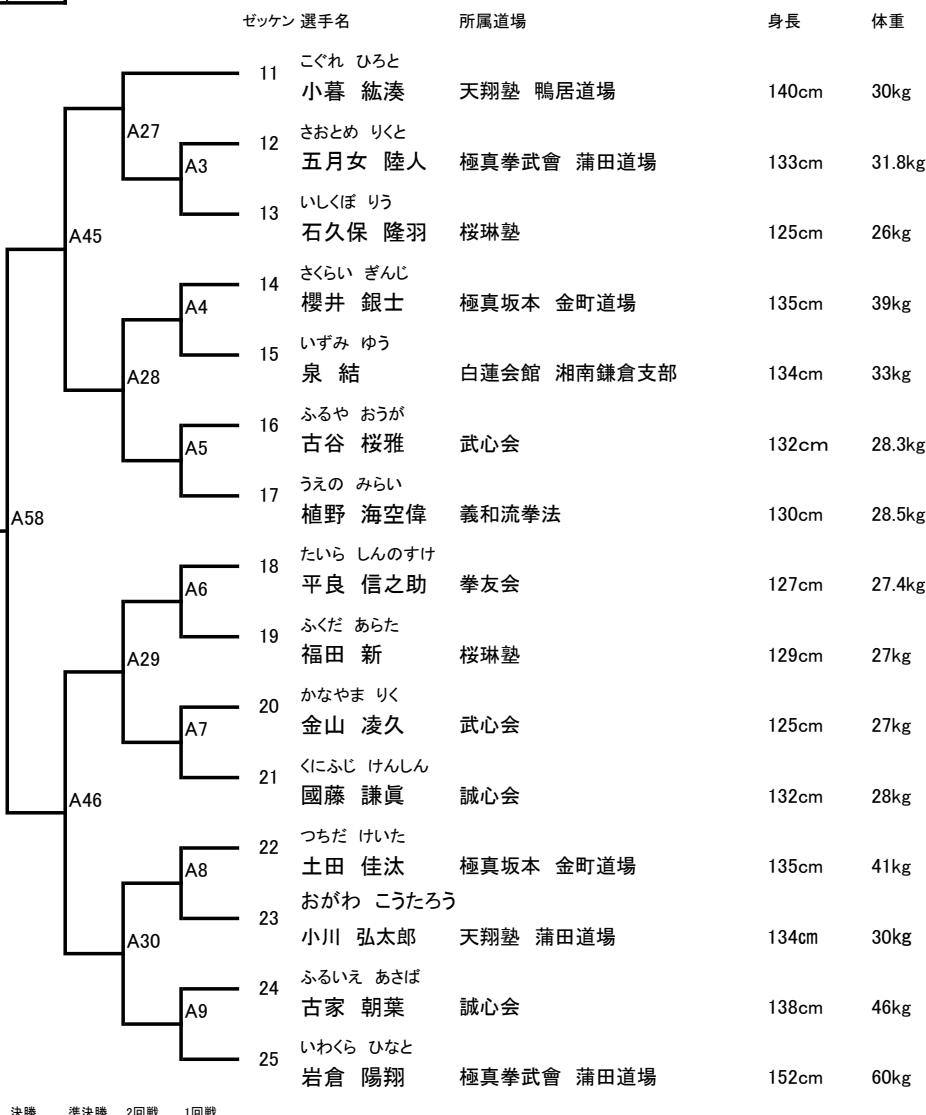 ゼッケン 選手名 所属道場 身長 体重
こぐれ ひろと
11 小暮 紘湊 天翔塾 鴨居道場 140cm 30kg
A27
さおとめ りくと
12 五月女 陸人 極真拳武會 蒲田道場 133cm 31.8kg
A3
いしくぼ りう
13 石久保 隆羽 桜琳塾 125cm 26kg
A45
さくらい ぎんじ
14 櫻井 銀士 極真坂本 金町道場 135cm 39kg
A4
いずみ ゆう
15 泉 結 白蓮会館 湘南鎌倉支部 134cm 33kg
A28
ふるや おうが
16 古谷 桜雅 武心会 132cm 28.3kg
A5
うえの みらい
17 植野 海空偉 義和流拳法 130cm 28.5kg
A58
たいら しんのすけ
18 平良 信之助 拳友会 127cm 27.4kg
A6
ふくだ あらた
19 福田 新 桜琳塾 129cm 27kg
A29
かなやま りく
20 金山 凌久 武心会 125cm 27kg
A7
くにふじ けんしん
21 國藤 謙眞 誠心会 132cm 28kg
A46
つちだ けいた
22 土田 佳汰 極真坂本 金町道場 135cm 41kg
A8
おがわ こうたろう
23 小川 弘太郎 天翔塾 蒲田道場 134㎝ 30kg
A30
ふるいえ あさば
24 古家 朝葉 誠心会 138cm 46kg
A9
いわくら ひなと
25 岩倉 陽翔 極真拳武會 蒲田道場 152cm 60kg
決勝 準決勝 2回戦 1回戦